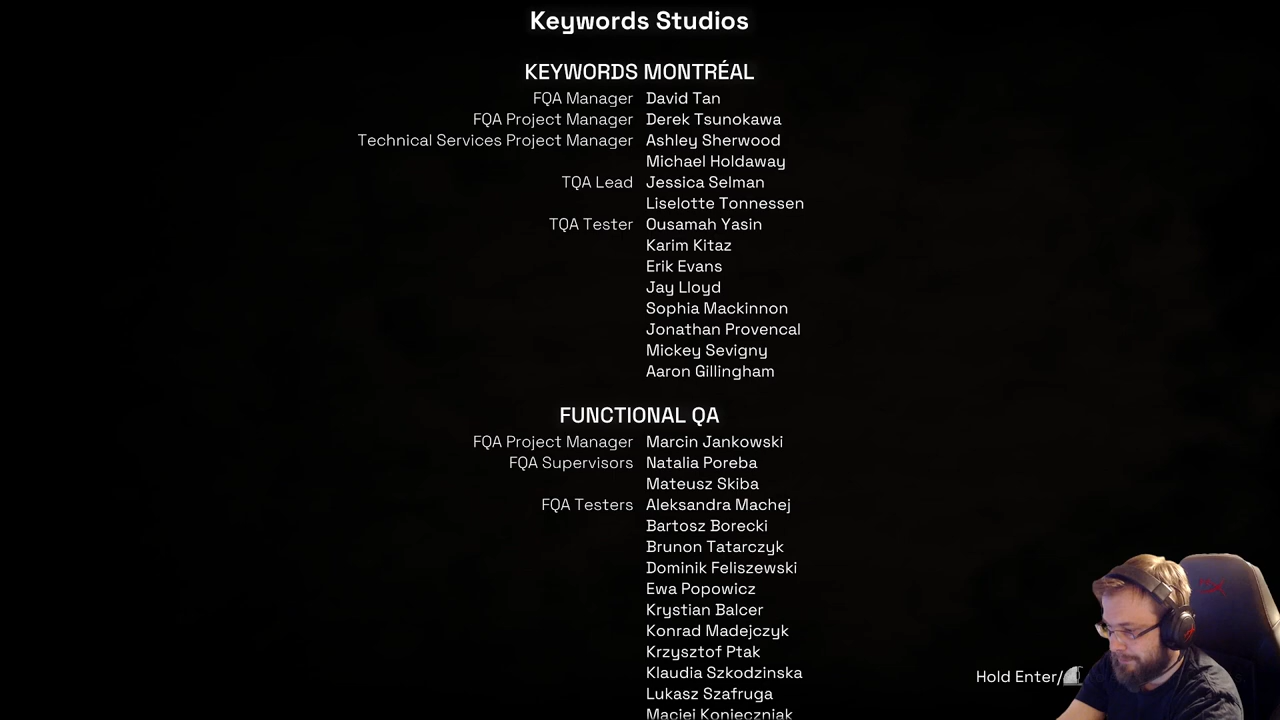 Keywords Studios
KEYWORDS MONTRÉAL
FQA Manager David Tan
FQA Project Manager Derek Tsunokawa
Technical Services Project Manager Ashley Sherwood
Michael Holdaway
TQA Lead Jessica Selman
Liselotte Tonnessen
TQA Tester Ousamah Yasin
Karim Kitaz
Erik Evans
Jay Lloyd
Sophia Mackinnon
Jonathan Provencal
Mickey Sevigny
Aaron Gillingham
FUNCTIONAL QA
FQA Project Manager Marcin Jankowski
FQA Supervisors Natalia Poreba
Mateusz Skiba
FQA Testers Aleksandra Machej
Bartosz Borecki
Brunon Tatarczyk
Dominik Feliszewski
Ewa Popowicz
Krystian Balcer
Konrad Madejczyk
Krzysztof Ptak
Klaudia Szkodzinska
Lukasz Szafruga
Maciej Konieczniak
Hold Enter/